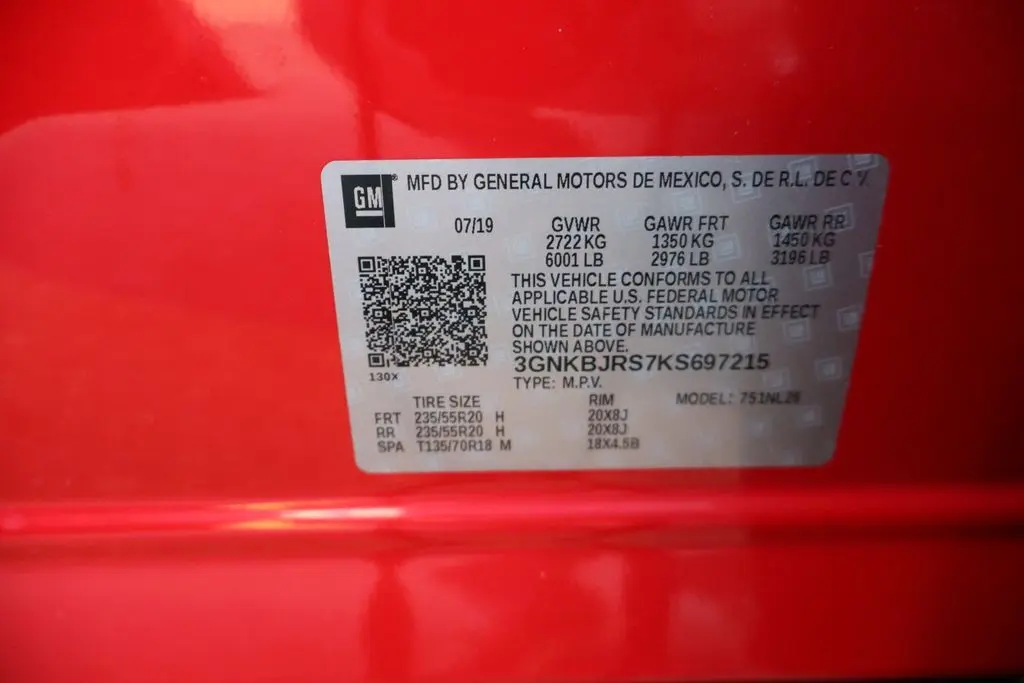 GM® MFD BY GENERAL MOTORS DE MEXICO, S. DE R.L. DE C V
07/19 GVWR GAWR FRT GAWR RR
2722 KG 1350 KG 1450 KG
6001 LB 2976 LB 3196 LB
THIS VEHICLE CONFORMS TO ALL
APPLICABLE U.S. FEDERAL MOTOR
VEHICLE SAFETY STANDARDS IN EFFECT
ON THE DATE OF MANUFACTURE
SHOWN ABOVE.
3GNKBJRS7KS697215
130X
TYPE: M.P.V.
TIRE SIZE RIM MODEL: 751NL26
FRT 235/55R20 H 20X8J
RR 235/55R20 H 20X8J
SPA T135/70R18 M 18X4.5B